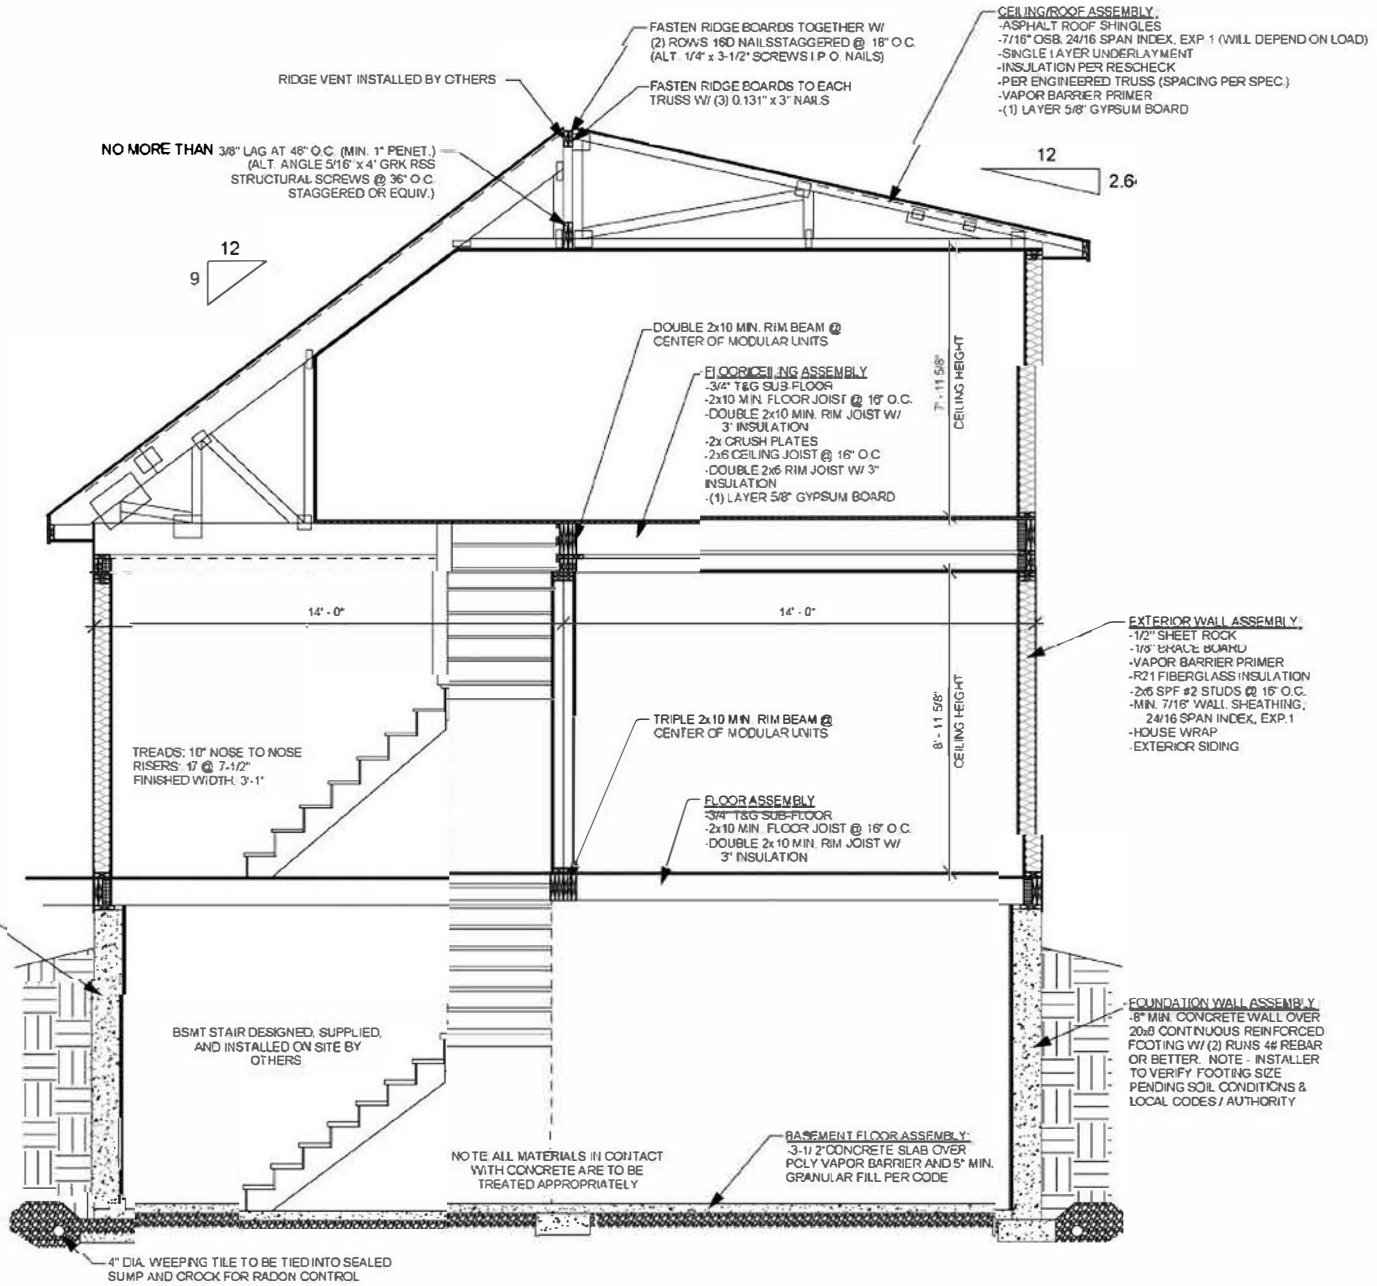 FASTEN RIDGE BOARDS TOGETHER W/
(2) ROWS 16D NAILSSTAGGERED @ 18" O.C.
(ALT. 1/4" x 3-1/2" SCREWS I.P.O. NAILS)
CEILING/ROOF ASSEMBLY
-ASPHALT ROOF SHINGLES
-7/16" OSB, 24/16 SPAN INDEX, EXP.1 (WILL DEPEND ON LOAD)
-SINGLE LAYER UNDERLAYMENT
-INSULATION PER RESCHECK
-PER ENGINEERED TRUSS (SPACING PER SPEC.)
-VAPOR BARRIER PRIMER
-(1) LAYER 5/8" GYPSUM BOARD
RIDGE VENT INSTALLED BY OTHERS
FASTEN RIDGE BOARDS TO EACH
TRUSS W/ (3) 0.131" x 3" NAILS
NO MORE THAN 3/8" LAG AT 48" O.C. (MIN. 1" PENET.)
(ALT. ANGLE 5/16" x 4" GRK RSS
STRUCTURAL SCREWS @ 36" O.C.
STAGGERED OR EQUIV.)
12
2.64
12
9
DOUBLE 2x10 MIN. RIM BEAM @
CENTER OF MODULAR UNITS
FLOOR/CEILING ASSEMBLY
-3/4" T&G SUB-FLOOR
-2x10 MIN. FLOOR JOIST @ 16" O.C.
-DOUBLE 2x10 MIN. RIM JOIST W/
3" INSULATION
-2x CRUSH PLATES
-2x6 CEILING JOIST @ 16" O.C
-DOUBLE 2x6 RIM JOIST W/ 3"
INSULATION
-(1) LAYER 5/8" GYPSUM BOARD
7' - 11 5/8"
CEILING HEIGHT
14' - 0"
14' - 0"
EXTERIOR WALL ASSEMBLY
-1/2" SHEET ROCK
-1/8" BRACE BOARD
-VAPOR BARRIER PRIMER
-R21 FIBERGLASS INSULATION
-2x6 SPF #2 STUDS @ 16" O.C.
-MIN. 7/16" WALL SHEATHING,
24/16 SPAN INDEX, EXP.1
-HOUSE WRAP
-EXTERIOR SIDING
8' - 11 5/8"
CEILING HEIGHT
TRIPLE 2x10 MIN. RIM BEAM @
CENTER OF MODULAR UNITS
TREADS: 10" NOSE TO NOSE
RISERS: 17 @ 7-1/2"
FINISHED WIDTH: 3'-1"
FLOOR ASSEMBLY
-3/4" T&G SUB-FLOOR
-2x10 MIN. FLOOR JOIST @ 16" O.C.
-DOUBLE 2x10 MIN. RIM JOIST W/
3" INSULATION
BSMT STAIR DESIGNED, SUPPLIED,
AND INSTALLED ON SITE BY
OTHERS
FOUNDATION WALL ASSEMBLY
-8" MIN. CONCRETE WALL OVER
20x8 CONTINUOUS REINFORCED
FOOTING W/ (2) RUNS 4# REBAR
OR BETTER. NOTE - INSTALLER
TO VERIFY FOOTING SIZE
PENDING SOIL CONDITIONS &
LOCAL CODES / AUTHORITY
NOTE: ALL MATERIALS IN CONTACT
WITH CONCRETE ARE TO BE
TREATED APPROPRIATELY
BASEMENT FLOOR ASSEMBLY:
-3-1/2" CONCRETE SLAB OVER
POLY VAPOR BARRIER AND 5" MIN.
GRANULAR FILL PER CODE
4" DIA. WEEPING TILE TO BE TIED INTO SEALED
SUMP AND CROCK FOR RADON CONTROL